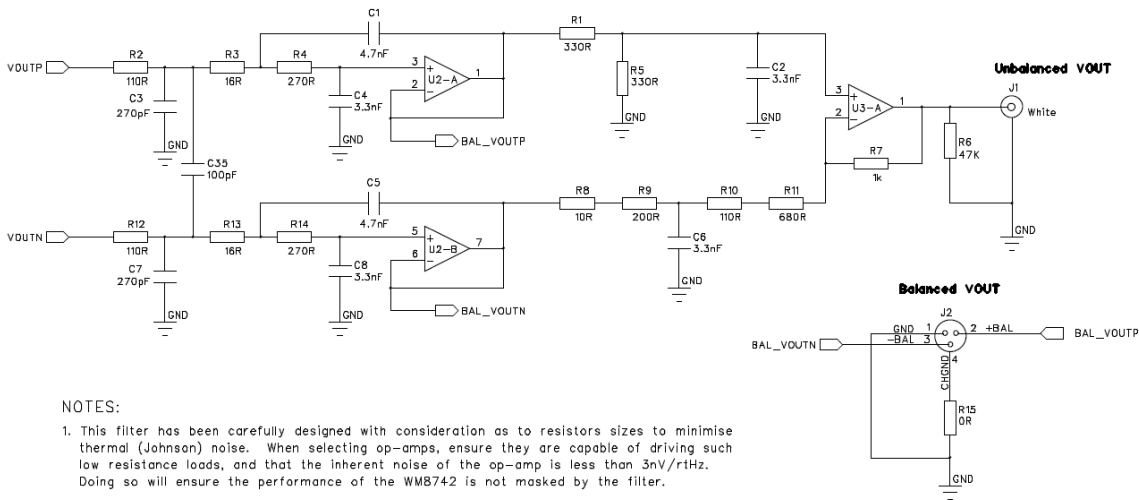 C1
4.7nF
R1
330R
R2
110R
R3
16R
R4
270R
VOUTP
3
2
1
U2-A
C3
270pF
C4
3.3nF
GND
GND
BAL_VOUTP
R5
330R
GND
C2
3.3nF
GND
3
2
1
U3-A
Unbalanced VOUT
J1
White
R6
47K
GND
GND
R7
1k
C35
100pF
C5
4.7nF
R8
10R
R9
200R
R10
110R
R11
680R
VOUTN
R12
110R
R13
16R
R14
270R
5
6
7
U2-B
C7
270pF
C8
3.3nF
GND
GND
BAL_VOUTN
C6
3.3nF
GND
Balanced VOUT
J2
GND 1
2 +BAL
-BAL 3
4
BAL_VOUTN
BAL_VOUTP
CHGND
R15
0R
GND
NOTES:
1. This filter has been carefully designed with consideration as to resistors sizes to minimise
thermal (Johnson) noise. When selecting op-amps, ensure they are capable of driving such
low resistance loads, and that the inherent noise of the op-amp is less than 3nV/rtHz.
Doing so will ensure the performance of the WM8742 is not masked by the filter.